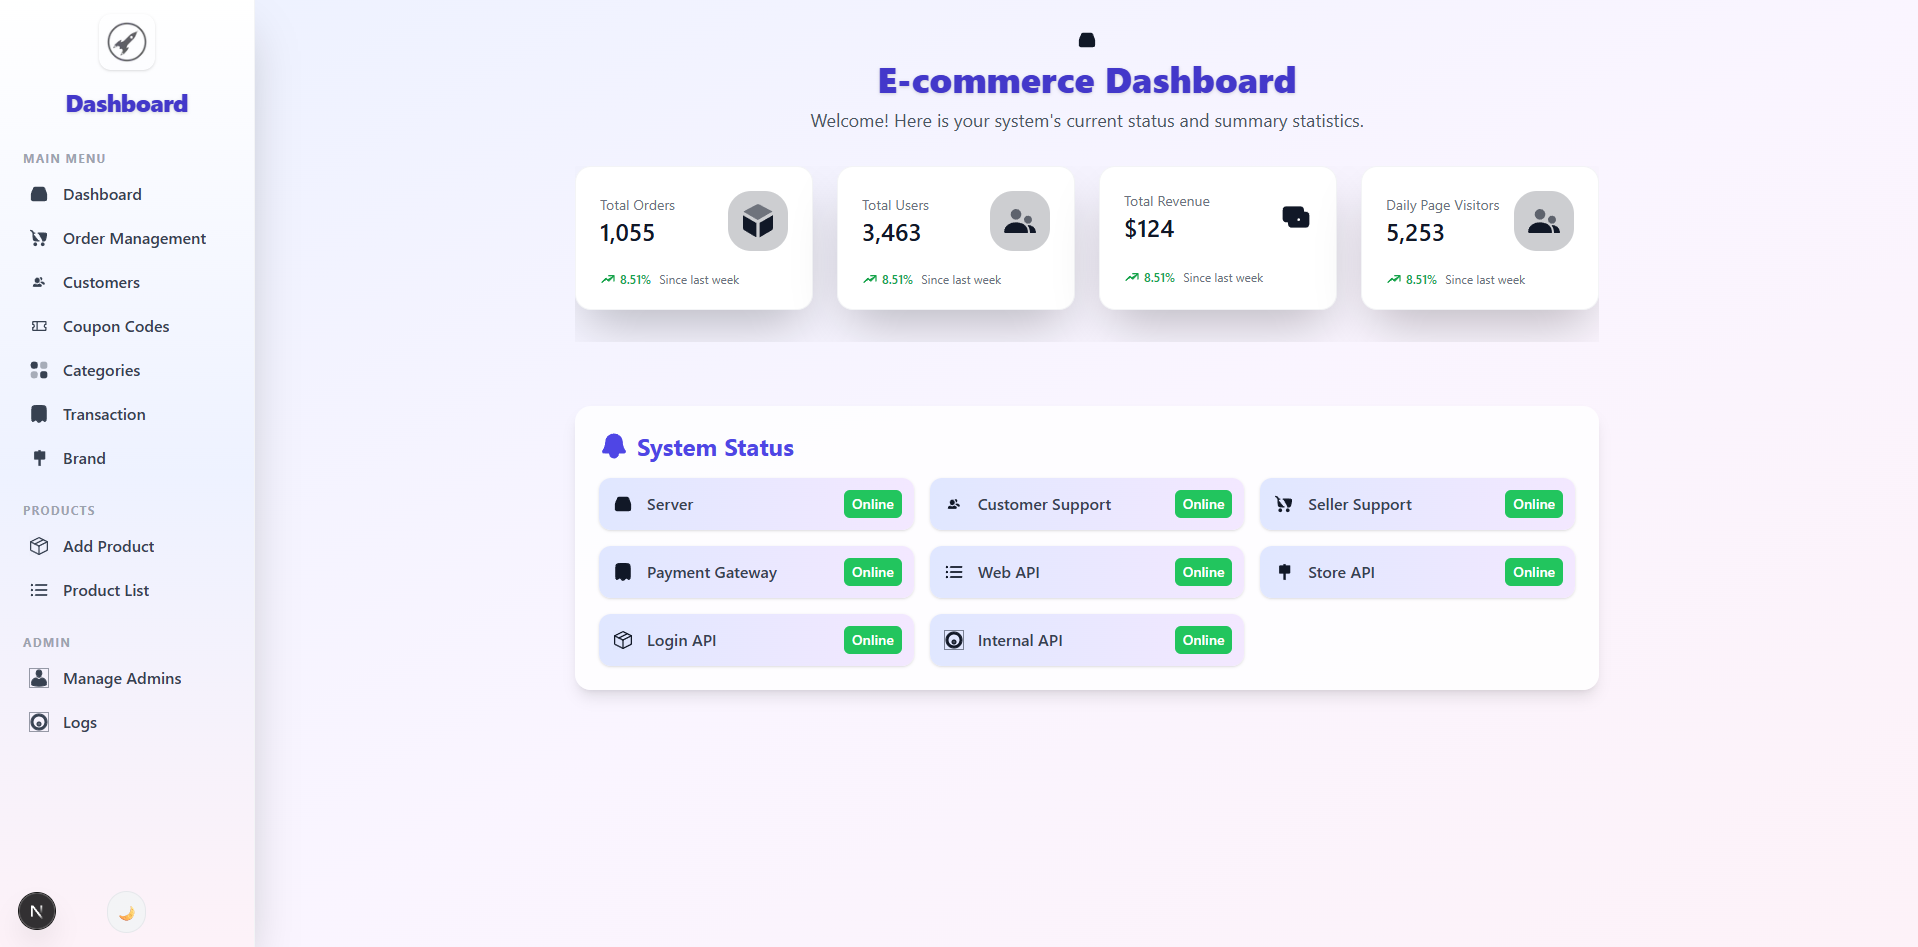 Dashboard
MAIN MENU
Dashboard
Order Management
Customers
Coupon Codes
Categories
Transaction
Brand
PRODUCTS
Add Product
Product List
ADMIN
Manage Admins
Logs
N
E-commerce Dashboard
Welcome! Here is your system's current status and summary statistics.
Total Orders
1,055
8.51% Since last week
Total Users
3,463
8.51% Since last week
Total Revenue
$124
8.51% Since last week
Daily Page Visitors
5,253
8.51% Since last week
System Status
Server Online
Customer Support Online
Seller Support Online
Payment Gateway Online
Web API Online
Store API Online
Login API Online
Internal API Online